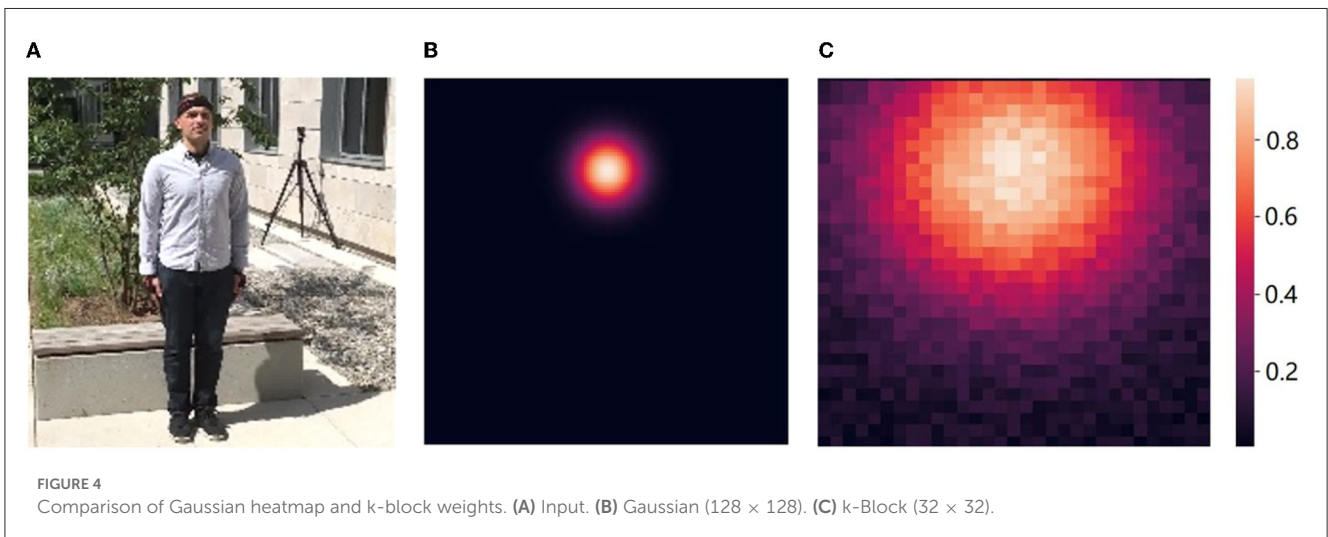 A
B
C
0.8
0.6
0.4
0.2
FIGURE 4
Comparison of Gaussian heatmap and k-block weights. (A) Input. (B) Gaussian (128 × 128). (C) k-Block (32 × 32).